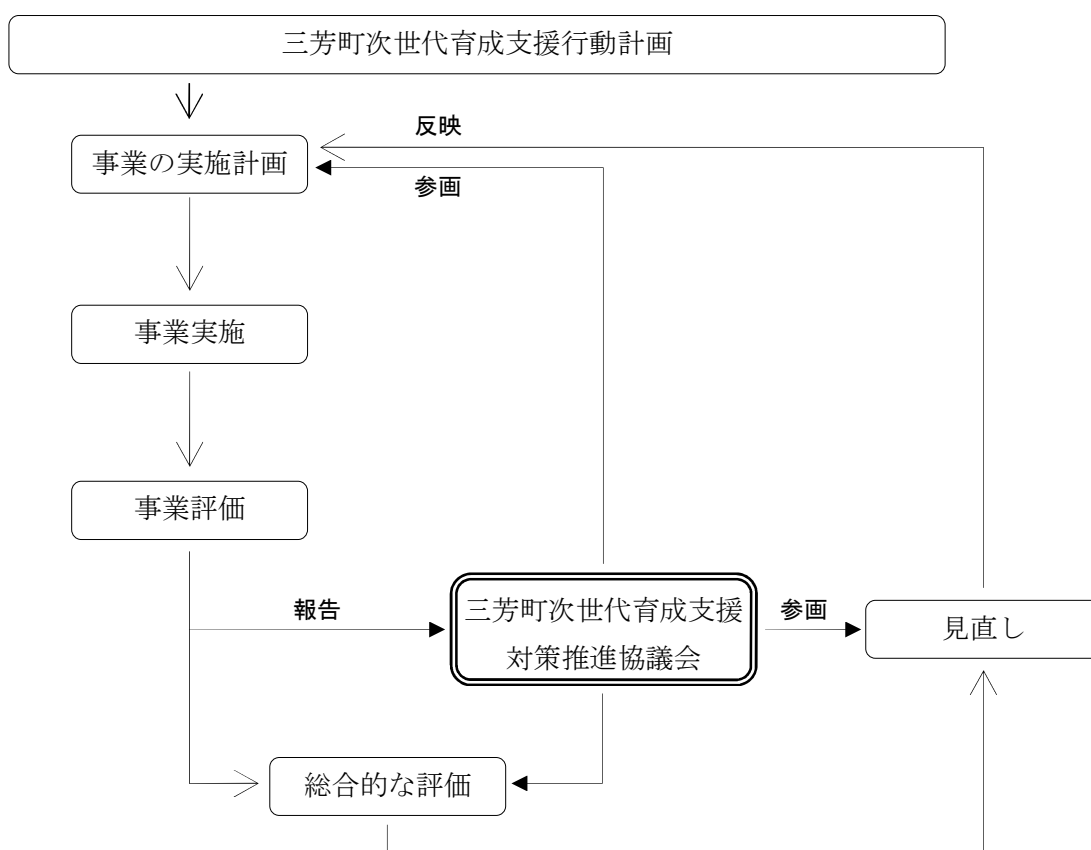 三芳町次世代育成支援行動計画
反映
事業の実施計画
参画
事業実施
事業評価
報告
三芳町次世代育成支援
対策推進協議会
参画
見直し
総合的な評価